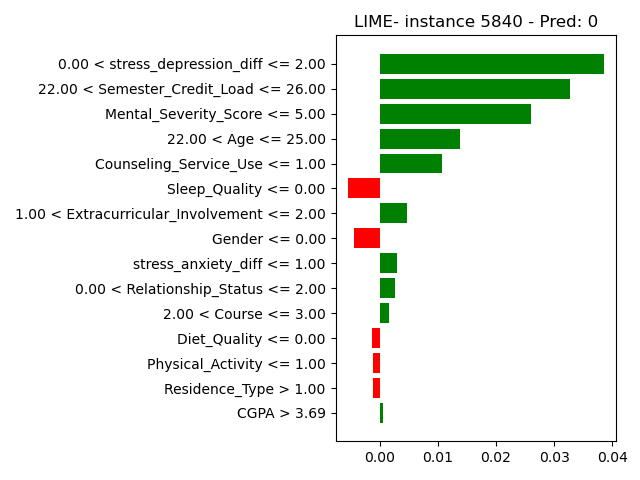 LIME- instance 5840 - Pred: 0
0.00 < stress_depression_diff <= 2.00
22.00 < Semester_Credit_Load <= 26.00
Mental_Severity_Score <= 5.00
22.00 < Age <= 25.00
Counseling_Service_Use <= 1.00
Sleep_Quality <= 0.00
1.00 < Extracurricular_Involvement <= 2.00
Gender <= 0.00
stress_anxiety_diff <= 1.00
0.00 < Relationship_Status <= 2.00
2.00 < Course <= 3.00
Diet_Quality <= 0.00
Physical_Activity <= 1.00
Residence_Type > 1.00
CGPA > 3.69
0.00 0.01 0.02 0.03 0.04